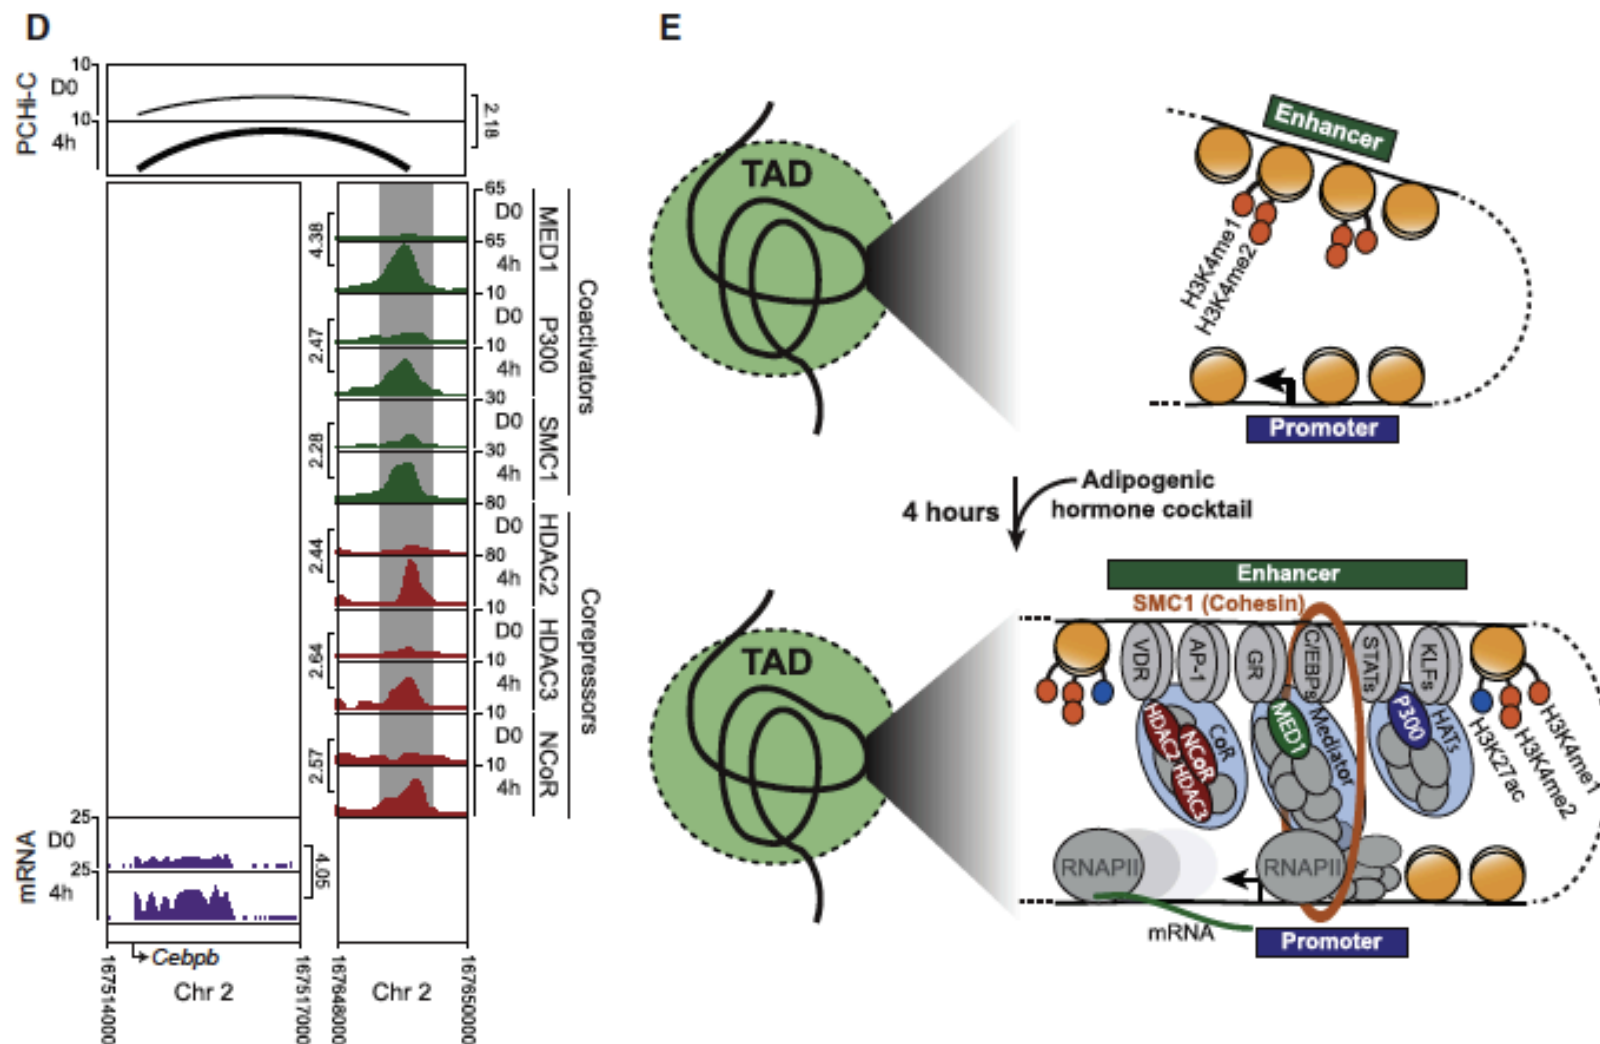 D
PCHi-C
10
D0
10
4h
2.18
65
D0
65
4h
4.38
MED1
10
D0
10
4h
2.47
P300
30
D0
30
4h
2.28
SMC1
Coactivators
80
D0
80
4h
2.44
HDAC2
10
D0
10
4h
2.64
HDAC3
10
D0
10
4h
2.57
NCoR
Corepressors
mRNA
25
D0
25
4h
4.05
Cebpb
167514000
Chr 2
167517000
167648000
Chr 2
167650000
E
TAD
Enhancer
H3K4me1
H3K4me2
Promoter
4 hours
Adipogenic
hormone cocktail
TAD
Enhancer
SMC1 (Cohesin)
VDR
AP-1
GR
C/EBPs
STATs
KLFs
HDAC2
NCoR
HDAC3
CoR
MED1
Mediator
P300
HATs
H3K27ac
H3K4me2
H3K4me1
RNAPII
RNAPII
mRNA
Promoter